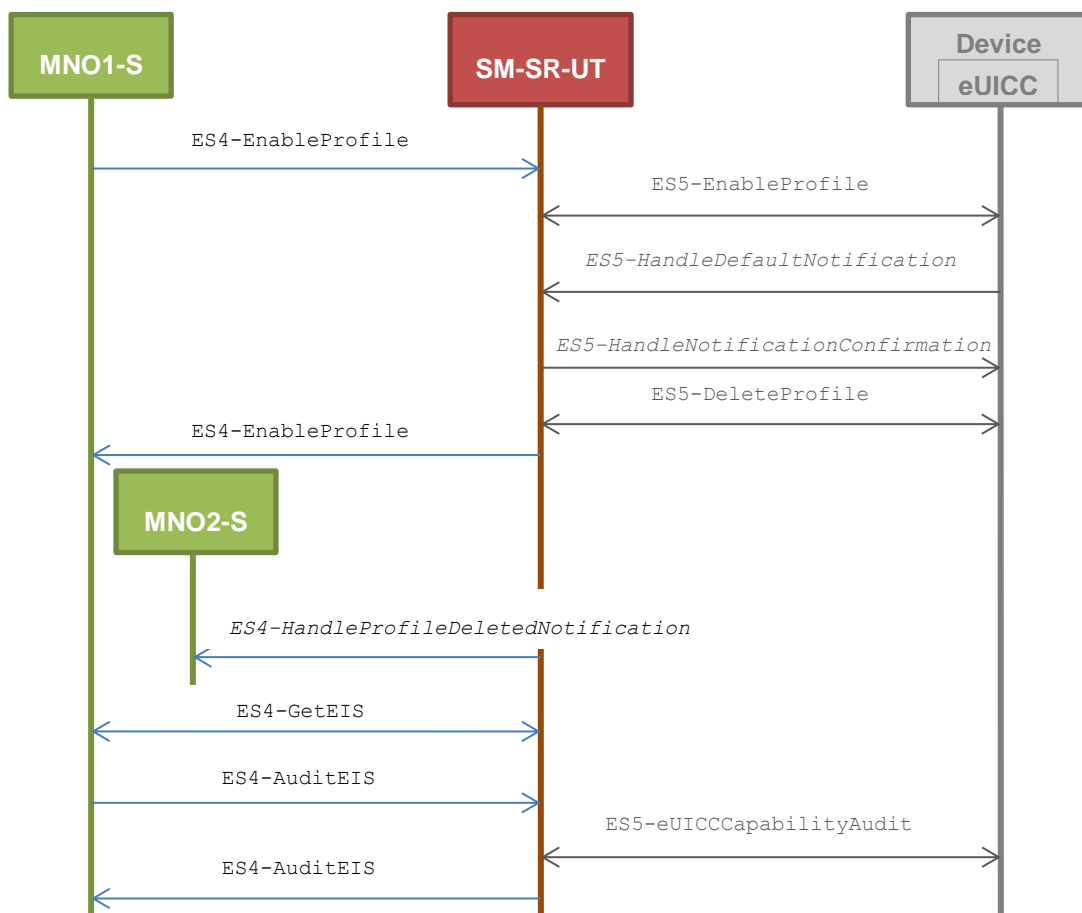 MNO1-S
SM-SR-UT
Device
eUICC
ES4-EnableProfile
ES5-EnableProfile
ES5-HandleDefaultNotification
ES5-HandleNotificationConfirmation
ES5-DeleteProfile
ES4-EnableProfile
MNO2-S
ES4-HandleProfileDeletedNotification
ES4-GetEIS
ES4-AuditEIS
ES5-eUICCCapabilityAudit
ES4-AuditEIS